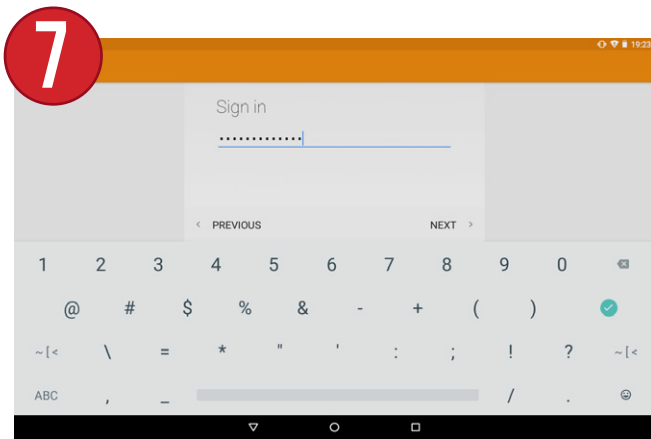 7
19:23
Sign in
•••••••••••••
< PREVIOUS NEXT >
1 2 3 4 5 6 7 8 9 0
@ # $ % & - + ( )
~ [ < \ = * " ' : ; ! ? ~ [ <
ABC , _ / .